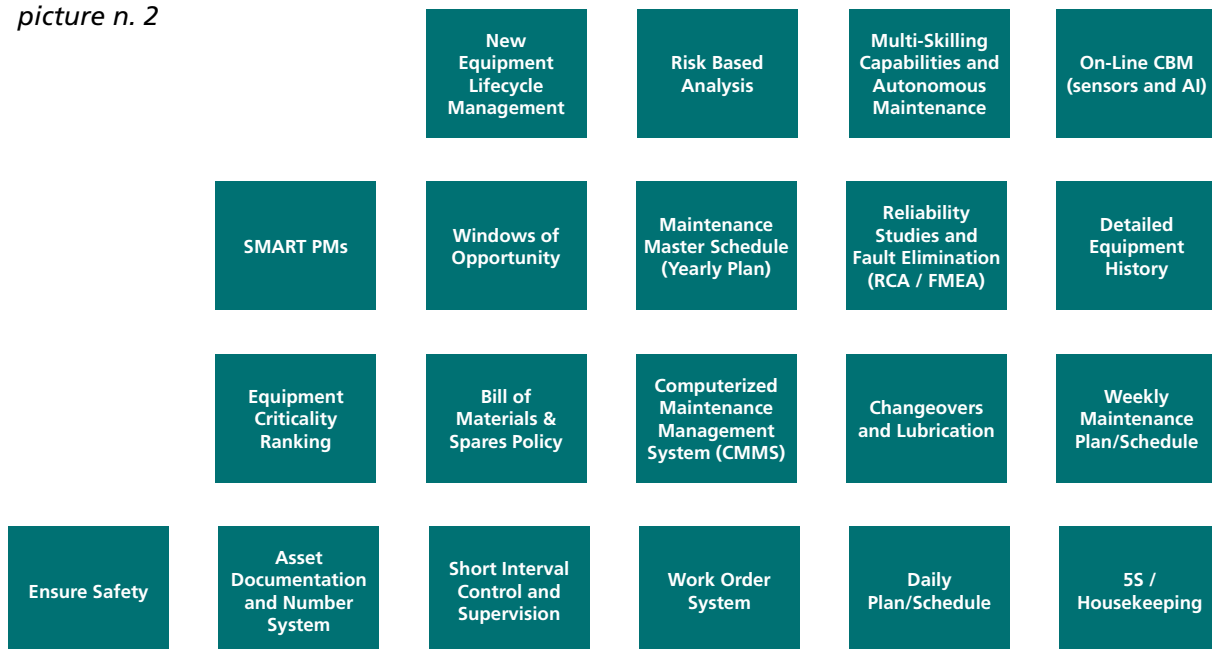 picture n. 2
New
Equipment
Lifecycle
Management
Risk Based
Analysis
Multi-Skilling
Capabilities and
Autonomous
Maintenance
On-Line CBM
(sensors and AI)
SMART PMs
Windows of
Opportunity
Maintenance
Master Schedule
(Yearly Plan)
Reliability
Studies and
Fault Elimination
(RCA / FMEA)
Detailed
Equipment
History
Equipment
Criticality
Ranking
Bill of
Materials &
Spares Policy
Computerized
Maintenance
Management
System (CMMS)
Changeovers
and Lubrication
Weekly
Maintenance
Plan/Schedule
Ensure Safety
Asset
Documentation
and Number
System
Short Interval
Control and
Supervision
Work Order
System
Daily
Plan/Schedule
5S /
Housekeeping